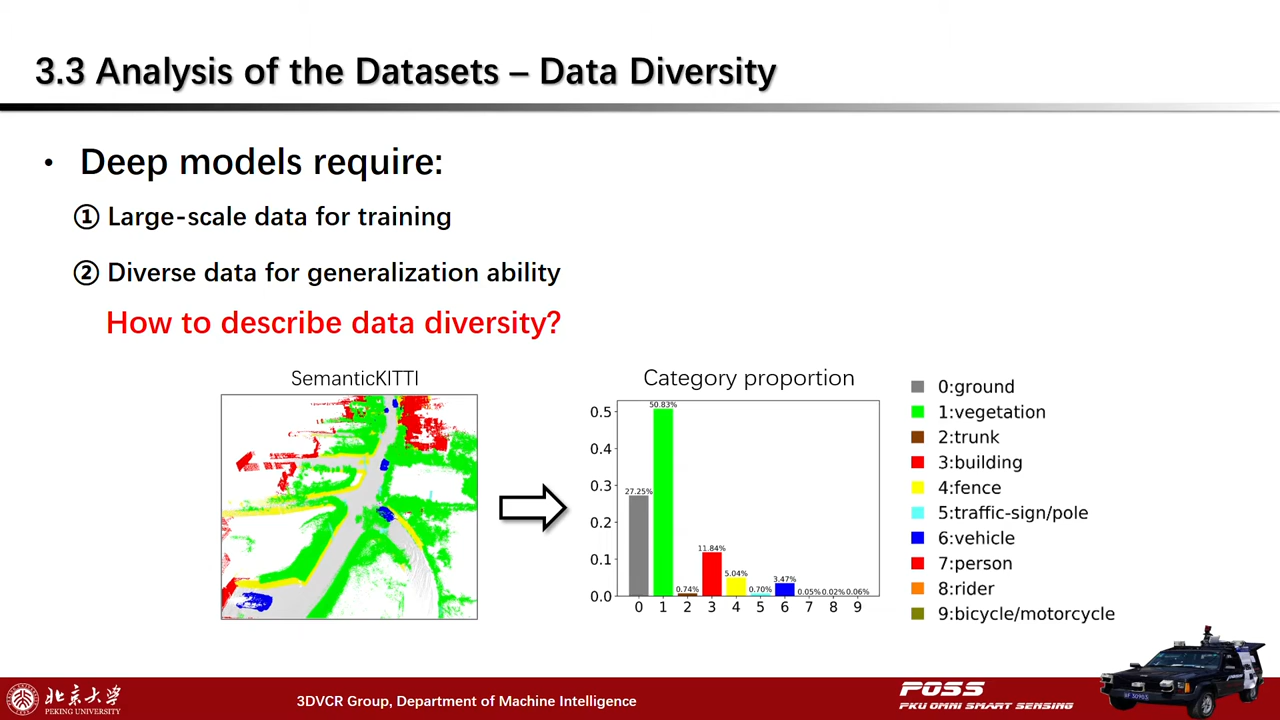 3.3 Analysis of the Datasets – Data Diversity
• Deep models require:
① Large-scale data for training
② Diverse data for generalization ability
How to describe data diversity?
SemanticKITTI
Category proportion
0.5
0.4
0.3
0.2
0.1
0.0
27.25%
50.83%
0.74%
11.84%
5.04%
0.70%
3.47%
0.05%
0.02%
0.06%
0 1 2 3 4 5 6 7 8 9
0:ground
1:vegetation
2:trunk
3:building
4:fence
5:traffic-sign/pole
6:vehicle
7:person
8:rider
9:bicycle/motorcycle
北京大学
PEKING UNIVERSITY
3DVCR Group, Department of Machine Intelligence
POSS
PKU OMNI SMART SENSING